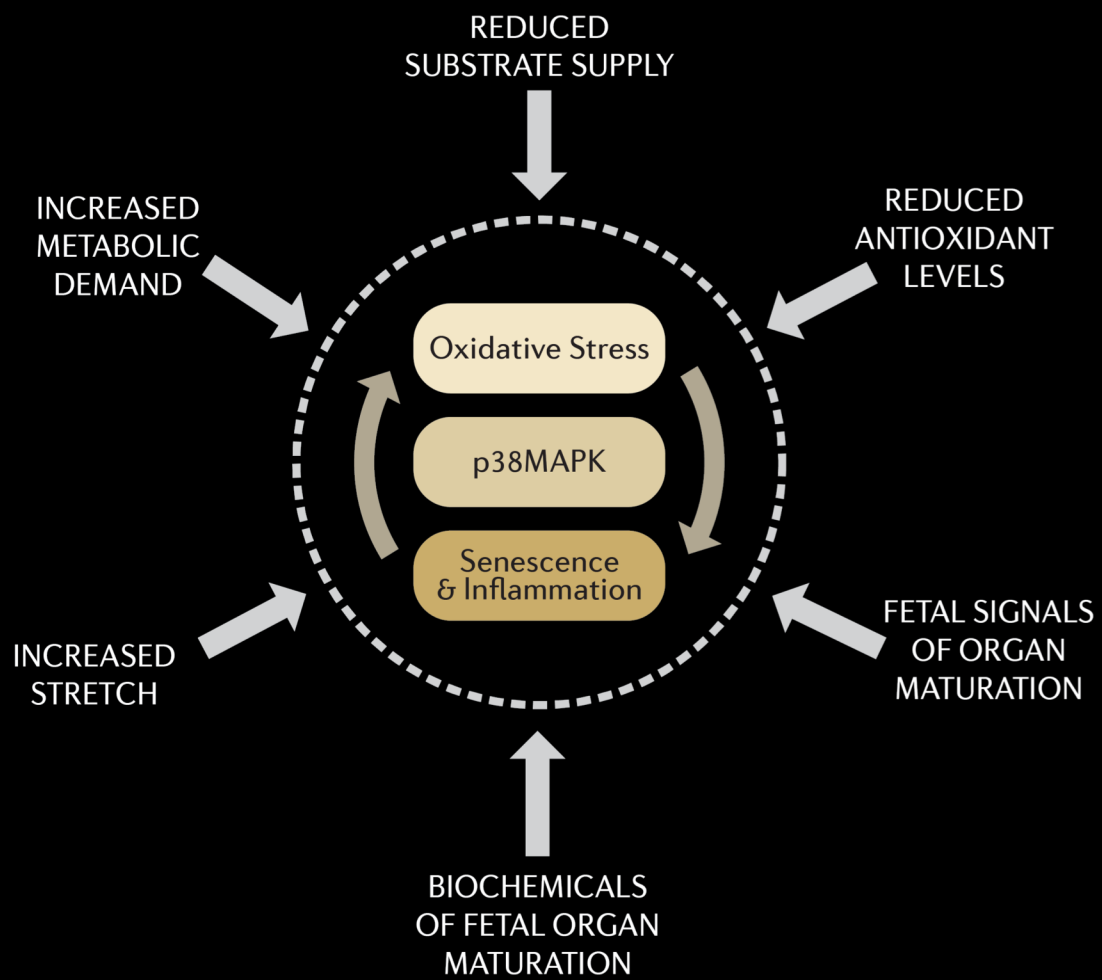 REDUCED
SUBSTRATE SUPPLY
INCREASED
METABOLIC
DEMAND
REDUCED
ANTIOXIDANT
LEVELS
Oxidative Stress
p38MAPK
Senescence
& Inflammation
INCREASED
STRETCH
FETAL SIGNALS
OF ORGAN
MATURATION
BIOCHEMICALS
OF FETAL ORGAN
MATURATION